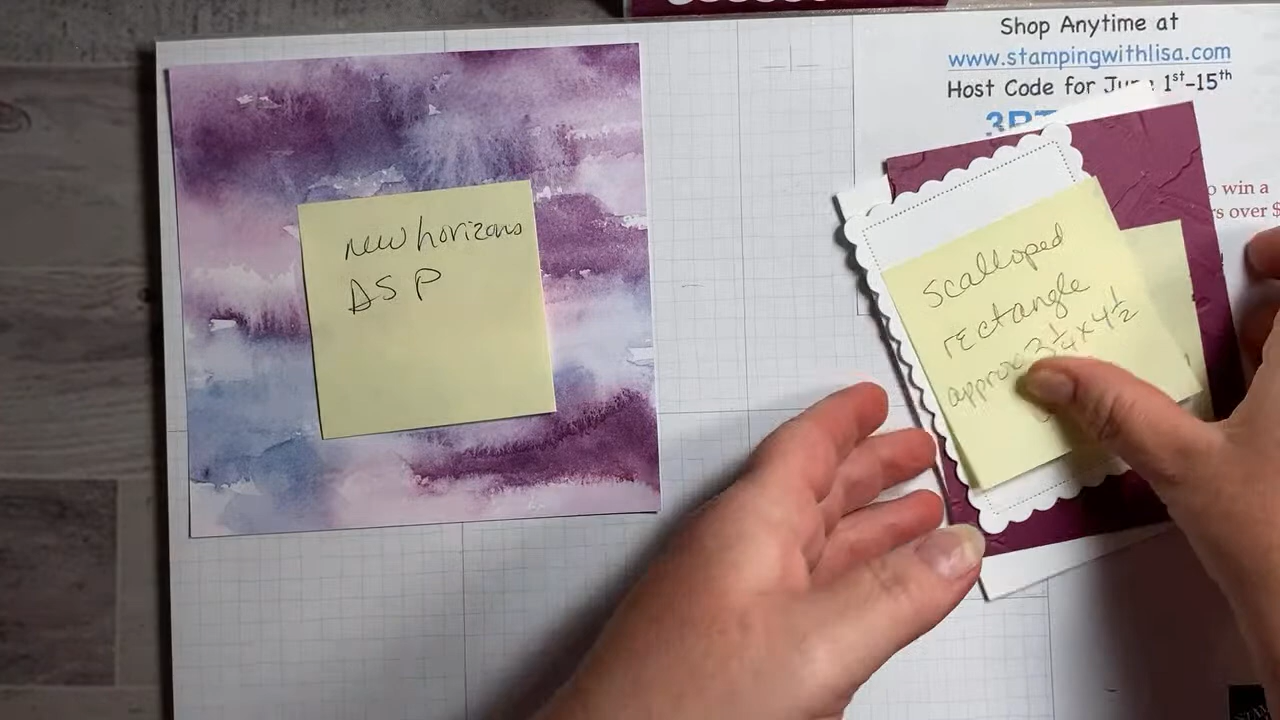 Shop Anytime at
www.stampingwithlisa.com
Host Code for 1st-15th
to win a
rs over $
new horizons
DSP
scalloped
rectangle
approx 3 1/4 x 4 1/2